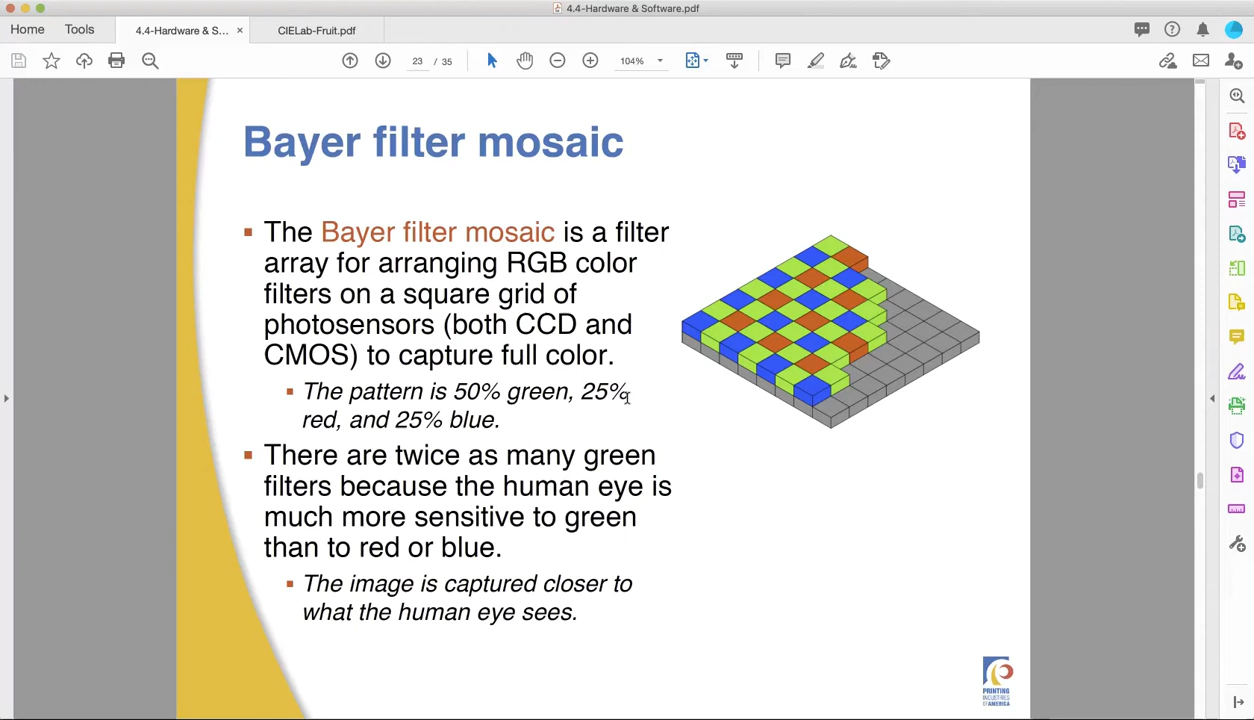 4.4-Hardware & Software.pdf
Home
Tools
4.4-Hardware & S... ×
CIELab-Fruit.pdf
23 / 35
104%
Bayer filter mosaic
The Bayer filter mosaic is a filter
array for arranging RGB color
filters on a square grid of
photosensors (both CCD and
CMOS) to capture full color.
The pattern is 50% green, 25%
red, and 25% blue.
There are twice as many green
filters because the human eye is
much more sensitive to green
than to red or blue.
The image is captured closer to
what the human eye sees.
PRINTING
INDUSTRIES
OF AMERICA